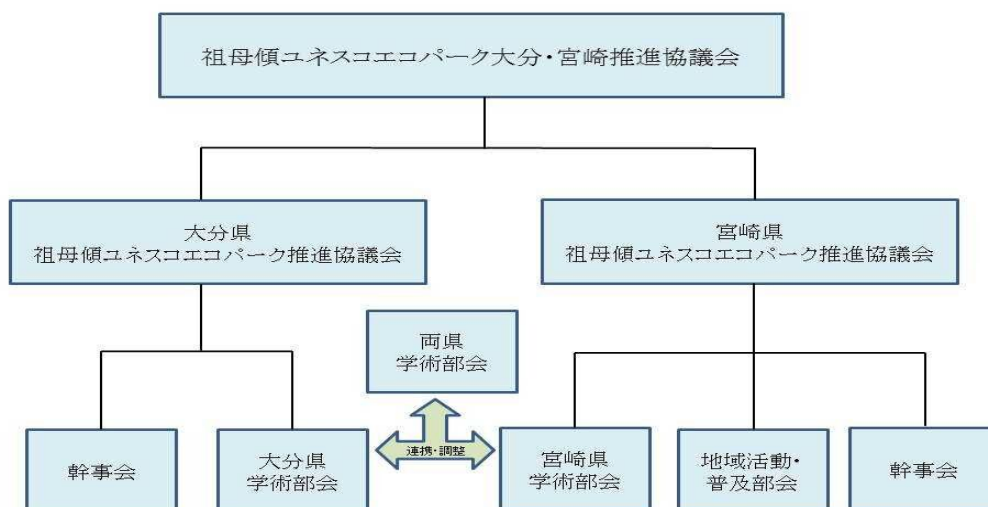 祖母傾ユネスコエコパーク大分・宮崎推進協議会
大分県
祖母傾ユネスコエコパーク推進協議会
宮崎県
祖母傾ユネスコエコパーク推進協議会
両県
学術部会
連携・調整
幹事会
大分県
学術部会
宮崎県
学術部会
地域活動・
普及部会
幹事会